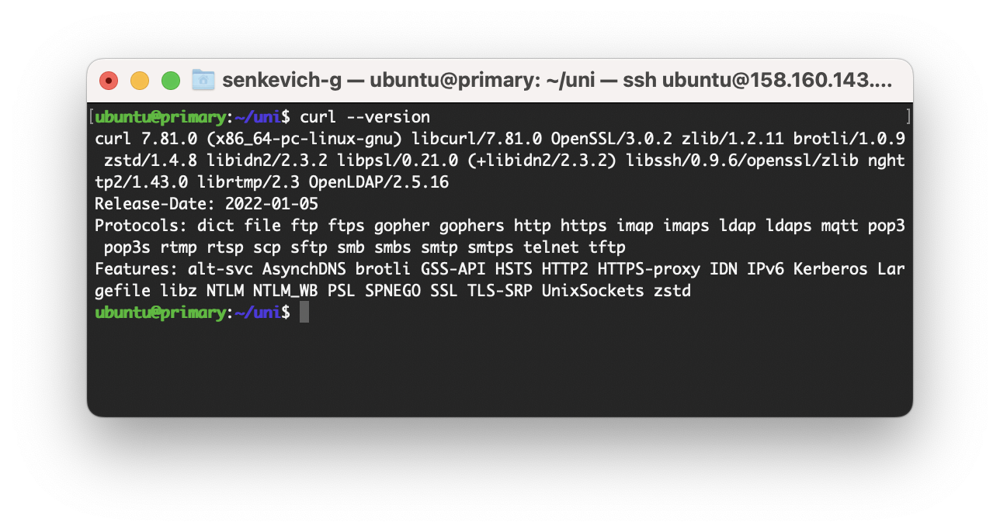 senkevich-g — ubuntu@primary: ~/uni — ssh ubuntu@158.160.143....
[ubuntu@primary:~/uni$ curl --version ]
curl 7.81.0 (x86_64-pc-linux-gnu) libcurl/7.81.0 OpenSSL/3.0.2 zlib/1.2.11 brotli/1.0.9
 zstd/1.4.8 libidn2/2.3.2 libpsl/0.21.0 (+libidn2/2.3.2) libssh/0.9.6/openssl/zlib nght
tp2/1.43.0 librtmp/2.3 OpenLDAP/2.5.16
Release-Date: 2022-01-05
Protocols: dict file ftp ftps gopher gophers http https imap imaps ldap ldaps mqtt pop3
 pop3s rtmp rtsp scp sftp smb smbs smtp smtps telnet tftp
Features: alt-svc AsynchDNS brotli GSS-API HSTS HTTP2 HTTPS-proxy IDN IPv6 Kerberos Lar
gefile libz NTLM NTLM_WB PSL SPNEGO SSL TLS-SRP UnixSockets zstd
ubuntu@primary:~/uni$